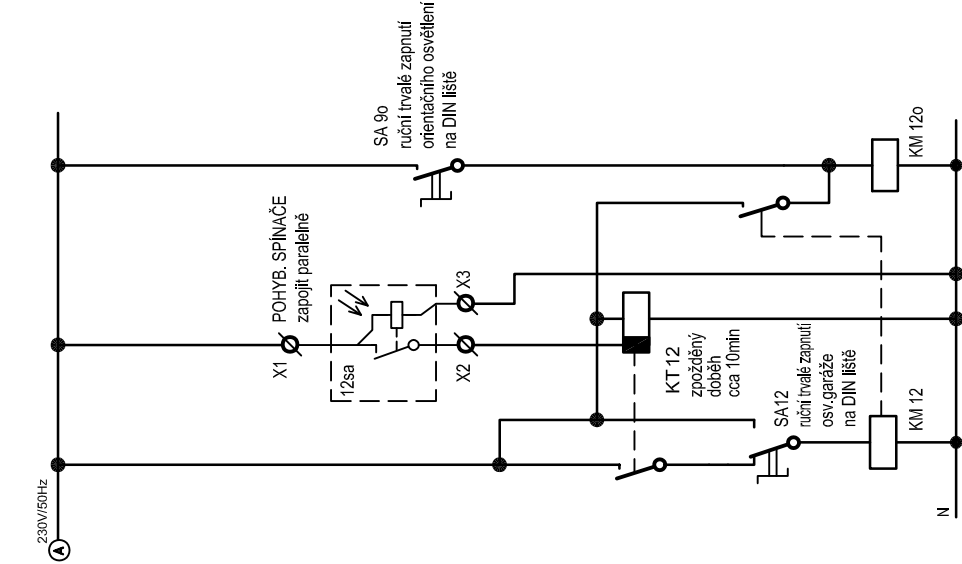 230V/50Hz
A
X1
POHYB. SPÍNAČE
zapojit paralelně
12sa
X2
X3
SA 9o
ruční trvalé zapnutí
orientačního osvětlení
na DIN liště
KT12
zpožděný
doběh
cca 10min
SA12
ruční trvalé zapnutí
osv.garáže
na DIN liště
KM 12
KM 12o
N